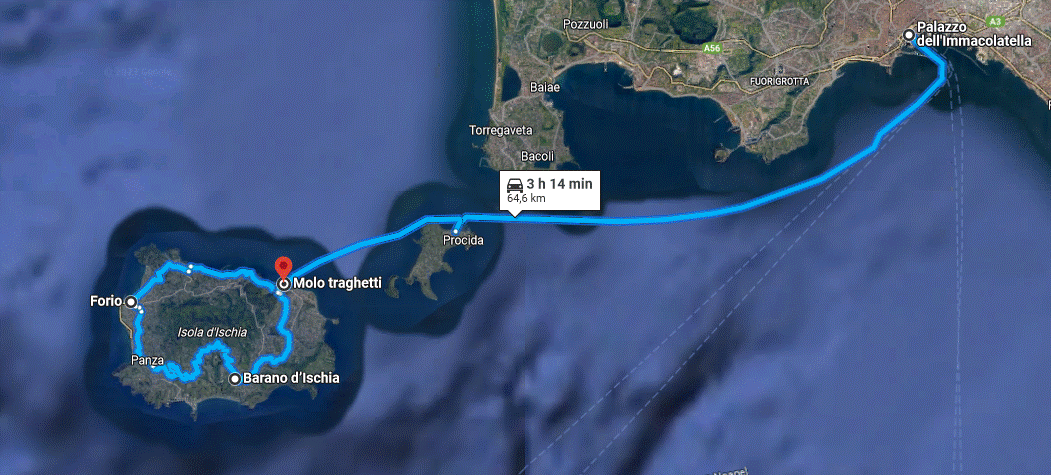 Pozzuoli
A3
Palazzo
dell'Immacolatella
A56
FUORIGROTTA
Baiae
Torregaveta
Bacoli
3 h 14 min
64,6 km
Procida
Molo traghetti
Forio
Isola d'Ischia
Panza
Barano d'Ischia